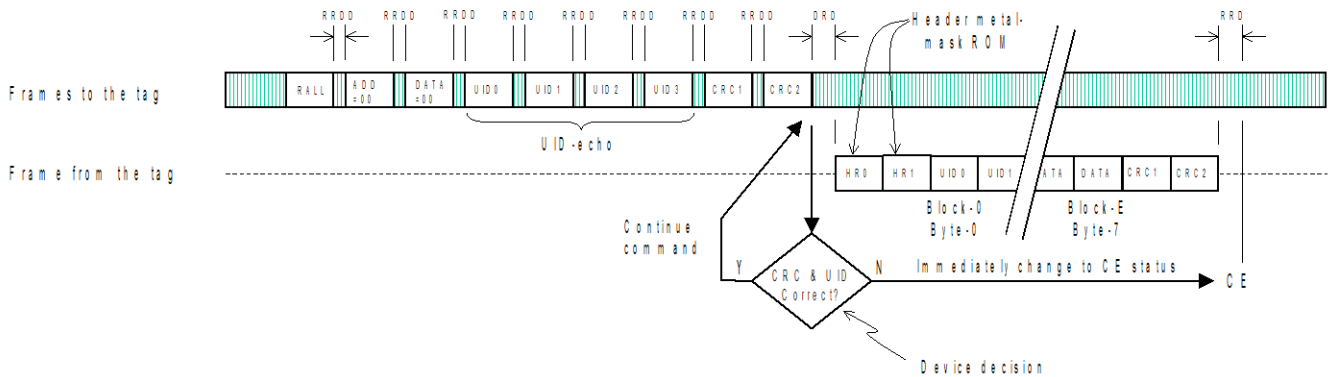 RRDD RRDD RRDD RRDD RRDD RRDD RRDD RRDD DRD Header metal- RRD
mask ROM
Frames to the tag RALL ADD DATA UID0 UID1 UID2 UID3 CRC1 CRC2
=00 =00
UID-echo
Frame from the tag HR0 HR1 UID0 UID1 ATA DATA CRC1 CRC2
Block-0 Block-E
Byte-0 Byte-7
Continue
command
Y CRC & UID N Immediately change to CE status CE
Correct?
Device decision